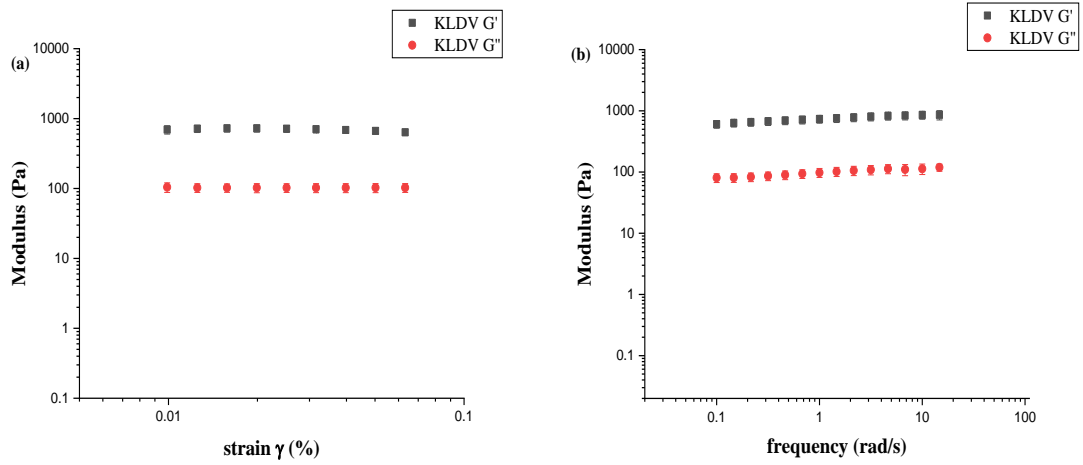 KLDV G'
KLDV G"
(a)
10000
1000
100
10
1
0.1
Modulus (Pa)
0.01
0.1
strain γ (%)
KLDV G'
KLDV G"
(b)
10000
1000
100
10
1
0.1
Modulus (Pa)
0.1
1
10
100
frequency (rad/s)